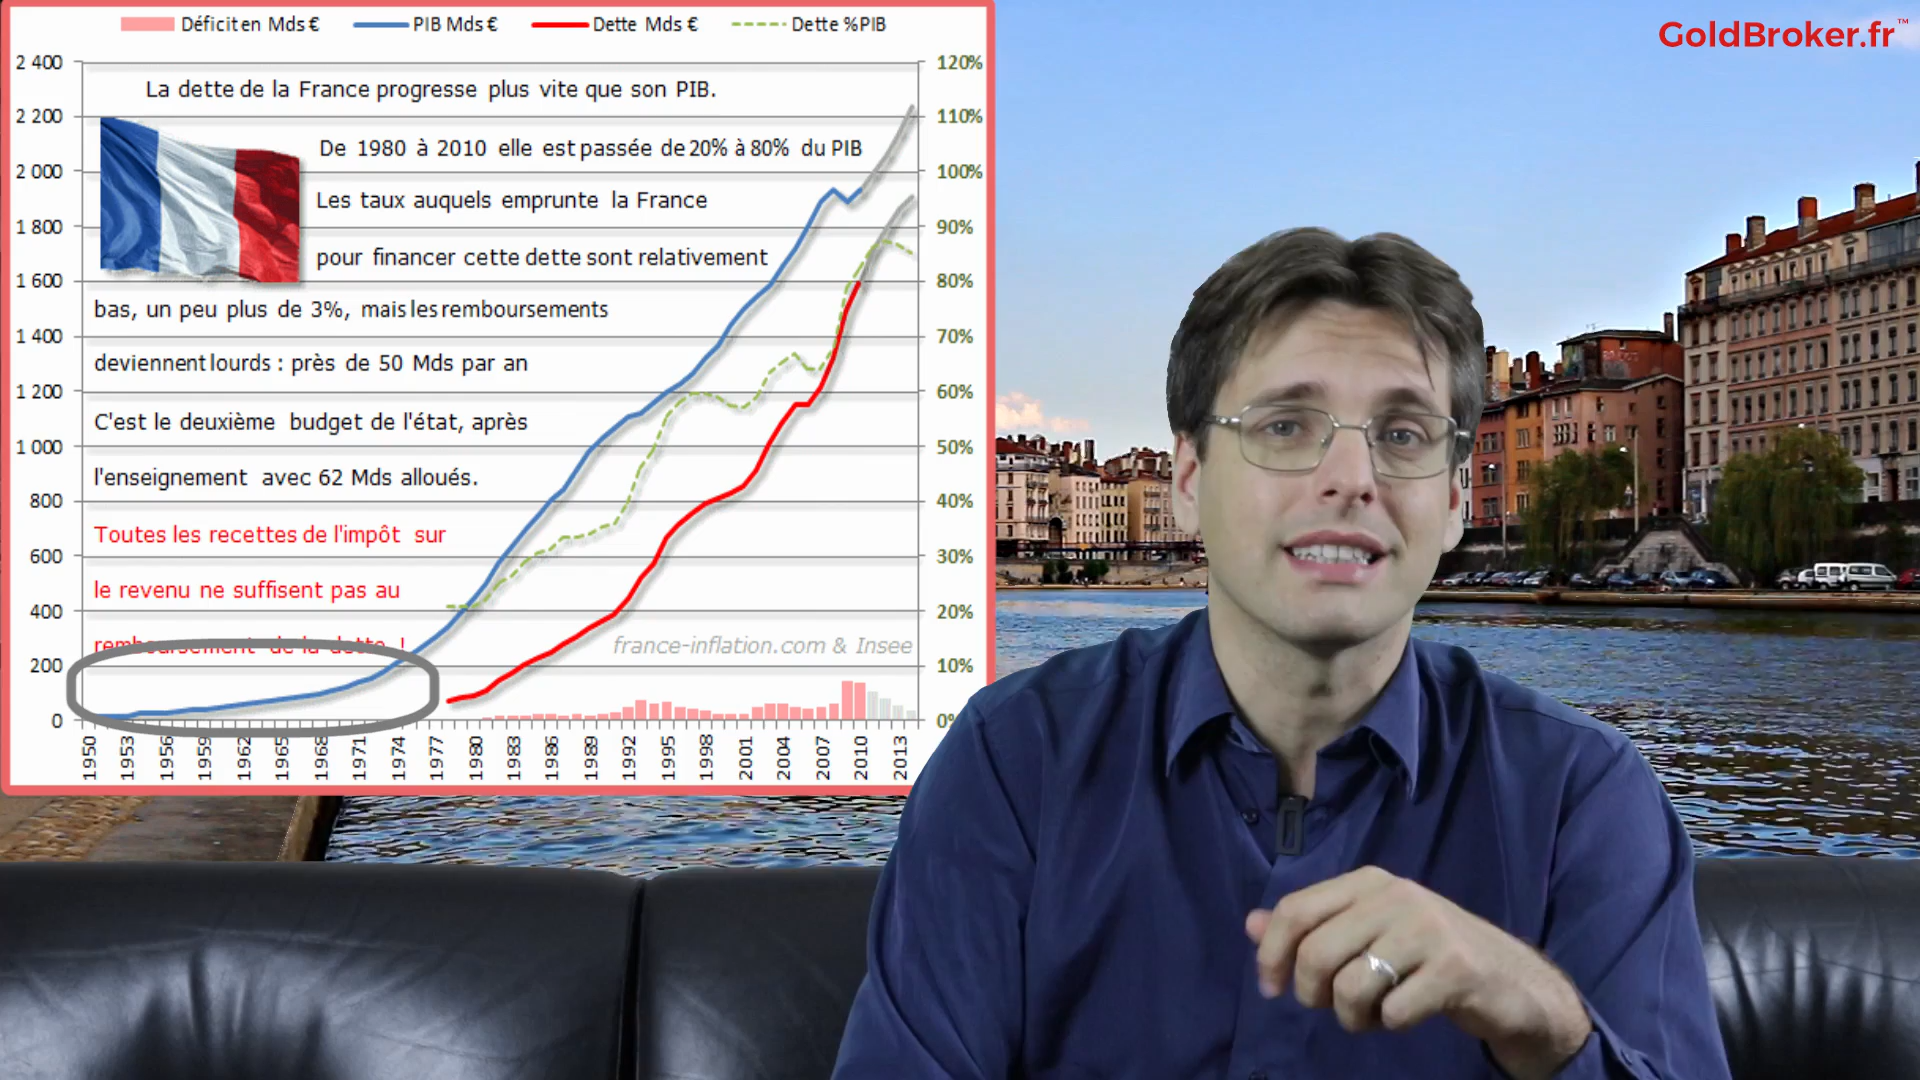 Déficit en Mds € PIB Mds € Dette Mds € Dette %PIB
GoldBroker.fr™
2 400 120%
La dette de la France progresse plus vite que son PIB.
2 200 110%
De 1980 à 2010 elle est passée de 20% à 80% du PIB
2 000 100%
Les taux auquels emprunte la France
1 800 90%
pour financer cette dette sont relativement
1 600 80%
bas, un peu plus de 3%, mais les remboursements
1 400 70%
deviennent lourds : près de 50 Mds par an
1 200 60%
C'est le deuxième budget de l'état, après
1 000 50%
l'enseignement avec 62 Mds alloués.
800 40%
Toutes les recettes de l'impôt sur
600 30%
le revenu ne suffisent pas au
400 20%
remboursement de la dette !
france-inflation.com & Insee
200 10%
0 0%
1950 1953 1956 1959 1962 1965 1968 1971 1974 1977 1980 1983 1986 1989 1992 1995 1998 2001 2004 2007 2010 2013